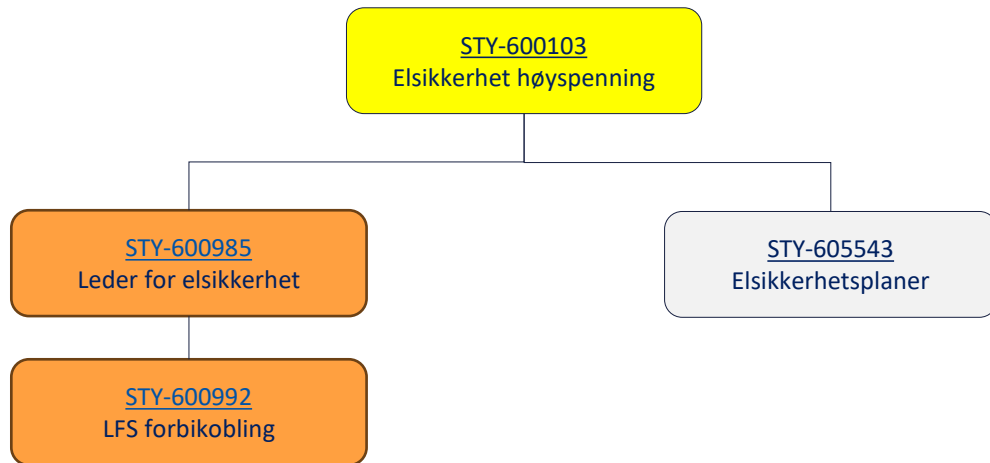 STY-600103
Elsikkerhet høyspenning
STY-600985
Leder for elsikkerhet
STY-605543
Elsikkerhetsplaner
STY-600992
LFS forbikobling